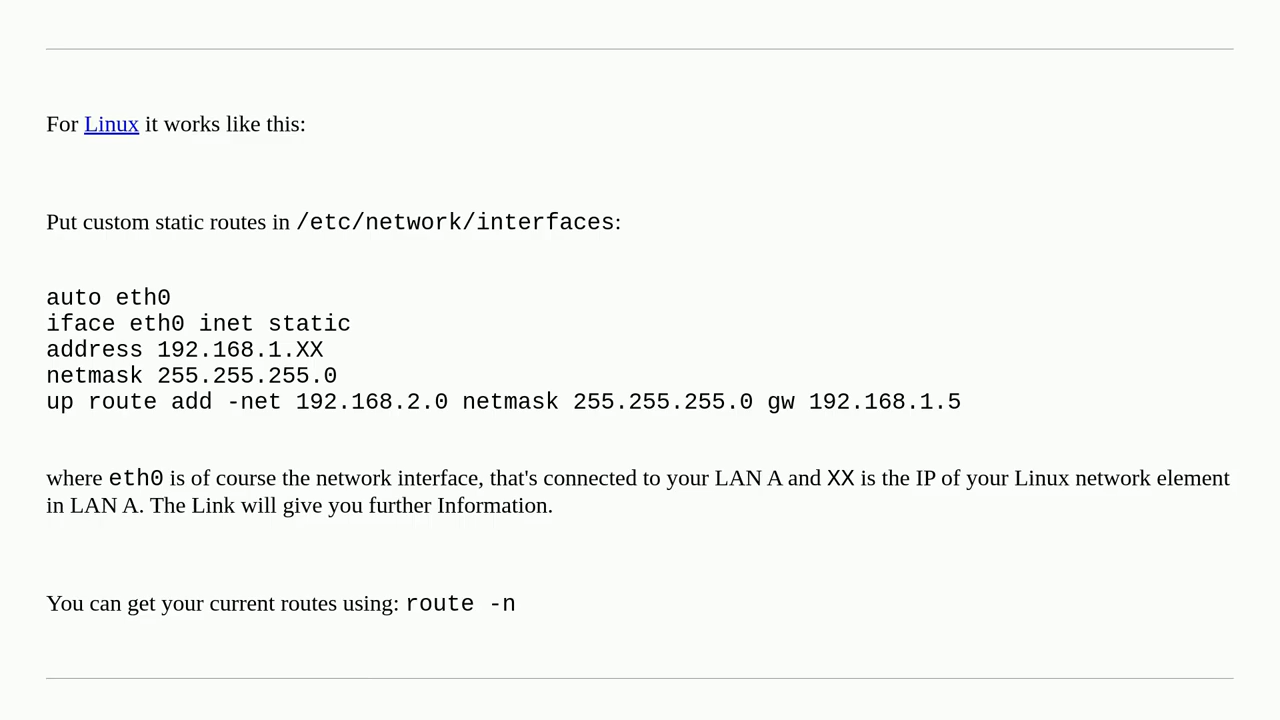 For Linux it works like this:
Put custom static routes in /etc/network/interfaces:
auto eth0
iface eth0 inet static
address 192.168.1.XX
netmask 255.255.255.0
up route add -net 192.168.2.0 netmask 255.255.255.0 gw 192.168.1.5
where eth0 is of course the network interface, that's connected to your LAN A and XX is the IP of your Linux network element
in LAN A. The Link will give you further Information.
You can get your current routes using: route -n